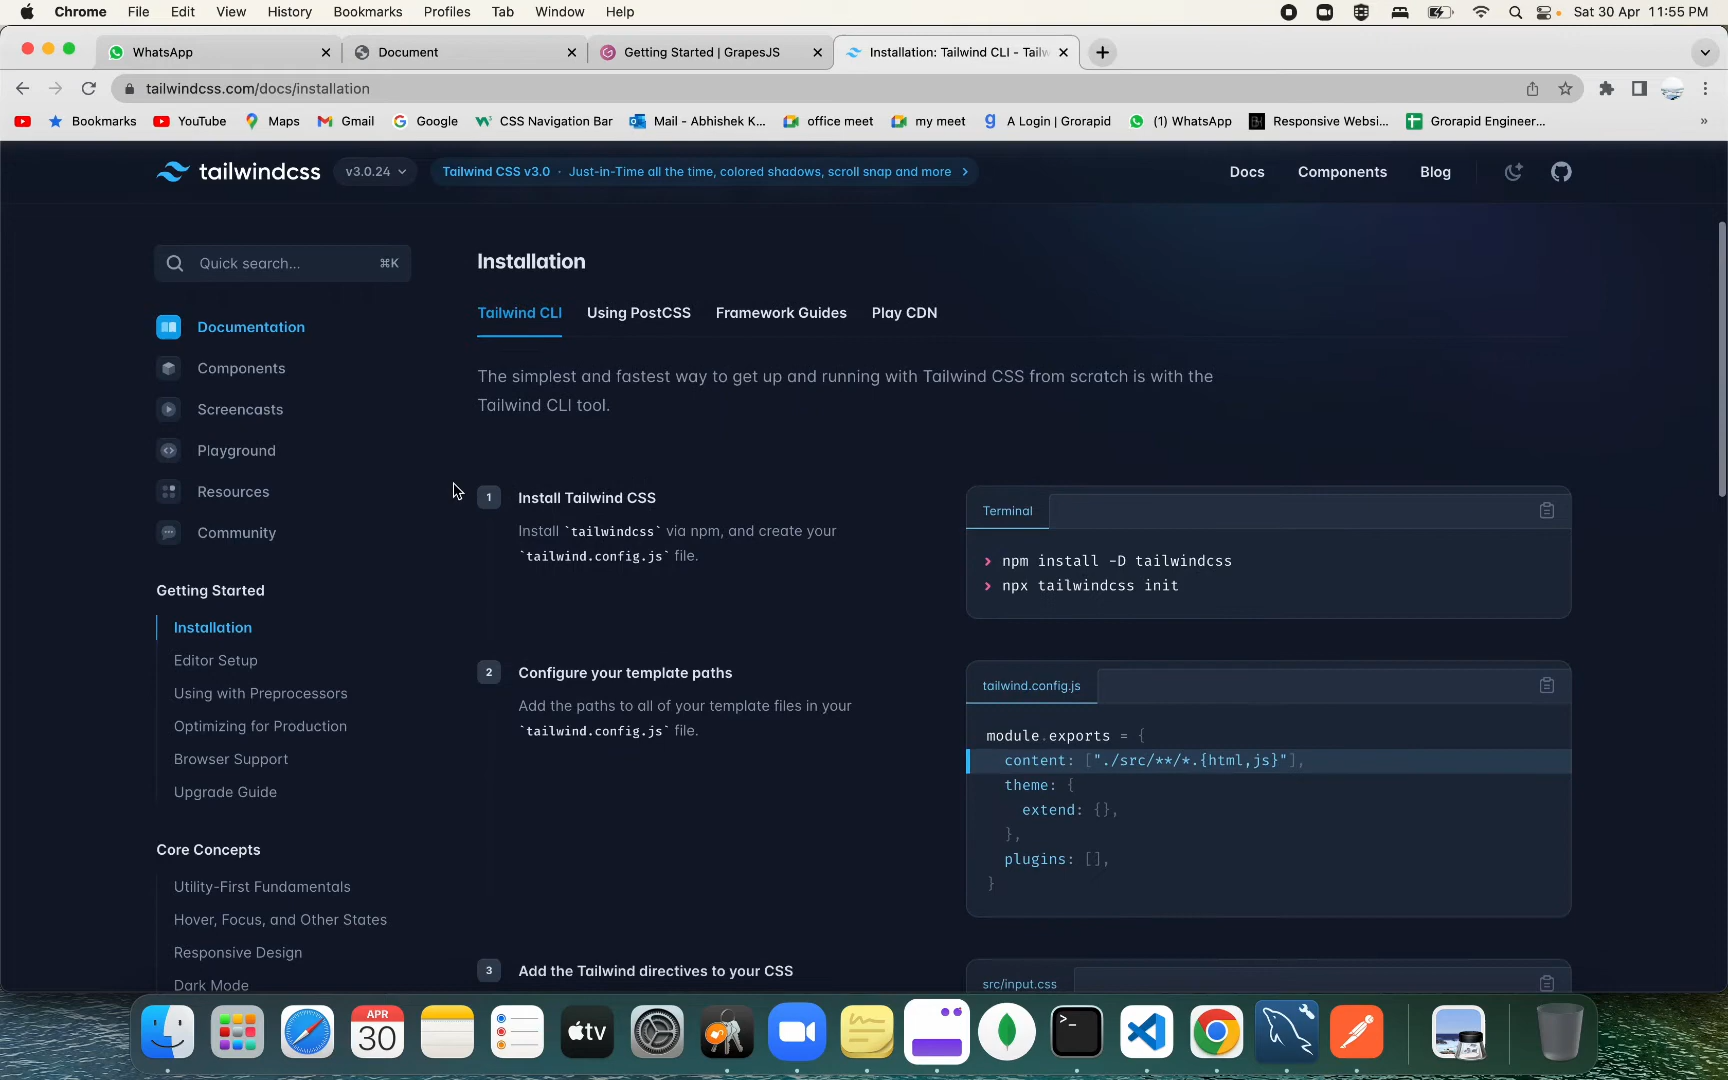 Chrome File Edit View History Bookmarks Profiles Tab Window Help Sat 30 Apr 11:55 PM
WhatsApp Document Getting Started | GrapesJS Installation: Tailwind CLI - Tailw
tailwindcss.com/docs/installation
Bookmarks YouTube Maps Gmail Google CSS Navigation Bar Mail - Abhishek K... office meet my meet A Login | Grorapid (1) WhatsApp Responsive Websi... Grorapid Engineer... »
tailwindcss v3.0.24 Tailwind CSS v3.0 · Just-in-Time all the time, colored shadows, scroll snap and more Docs Components Blog
Quick search... ⌘K
Documentation
Components
Screencasts
Playground
Resources
Community
Getting Started
Installation
Editor Setup
Using with Preprocessors
Optimizing for Production
Browser Support
Upgrade Guide
Core Concepts
Utility-First Fundamentals
Hover, Focus, and Other States
Responsive Design
Dark Mode
Installation
Tailwind CLI Using PostCSS Framework Guides Play CDN
The simplest and fastest way to get up and running with Tailwind CSS from scratch is with the
Tailwind CLI tool.
1 Install Tailwind CSS
Install `tailwindcss` via npm, and create your
`tailwind.config.js` file.
Terminal
> npm install -D tailwindcss
> npx tailwindcss init
2 Configure your template paths
Add the paths to all of your template files in your
`tailwind.config.js` file.
tailwind.config.js
module.exports = {
content: ["./src/**/*.{html,js}"],
theme: {
extend: {},
},
plugins: [],
}
3 Add the Tailwind directives to your CSS
src/input.css
APR
30
tv
>_